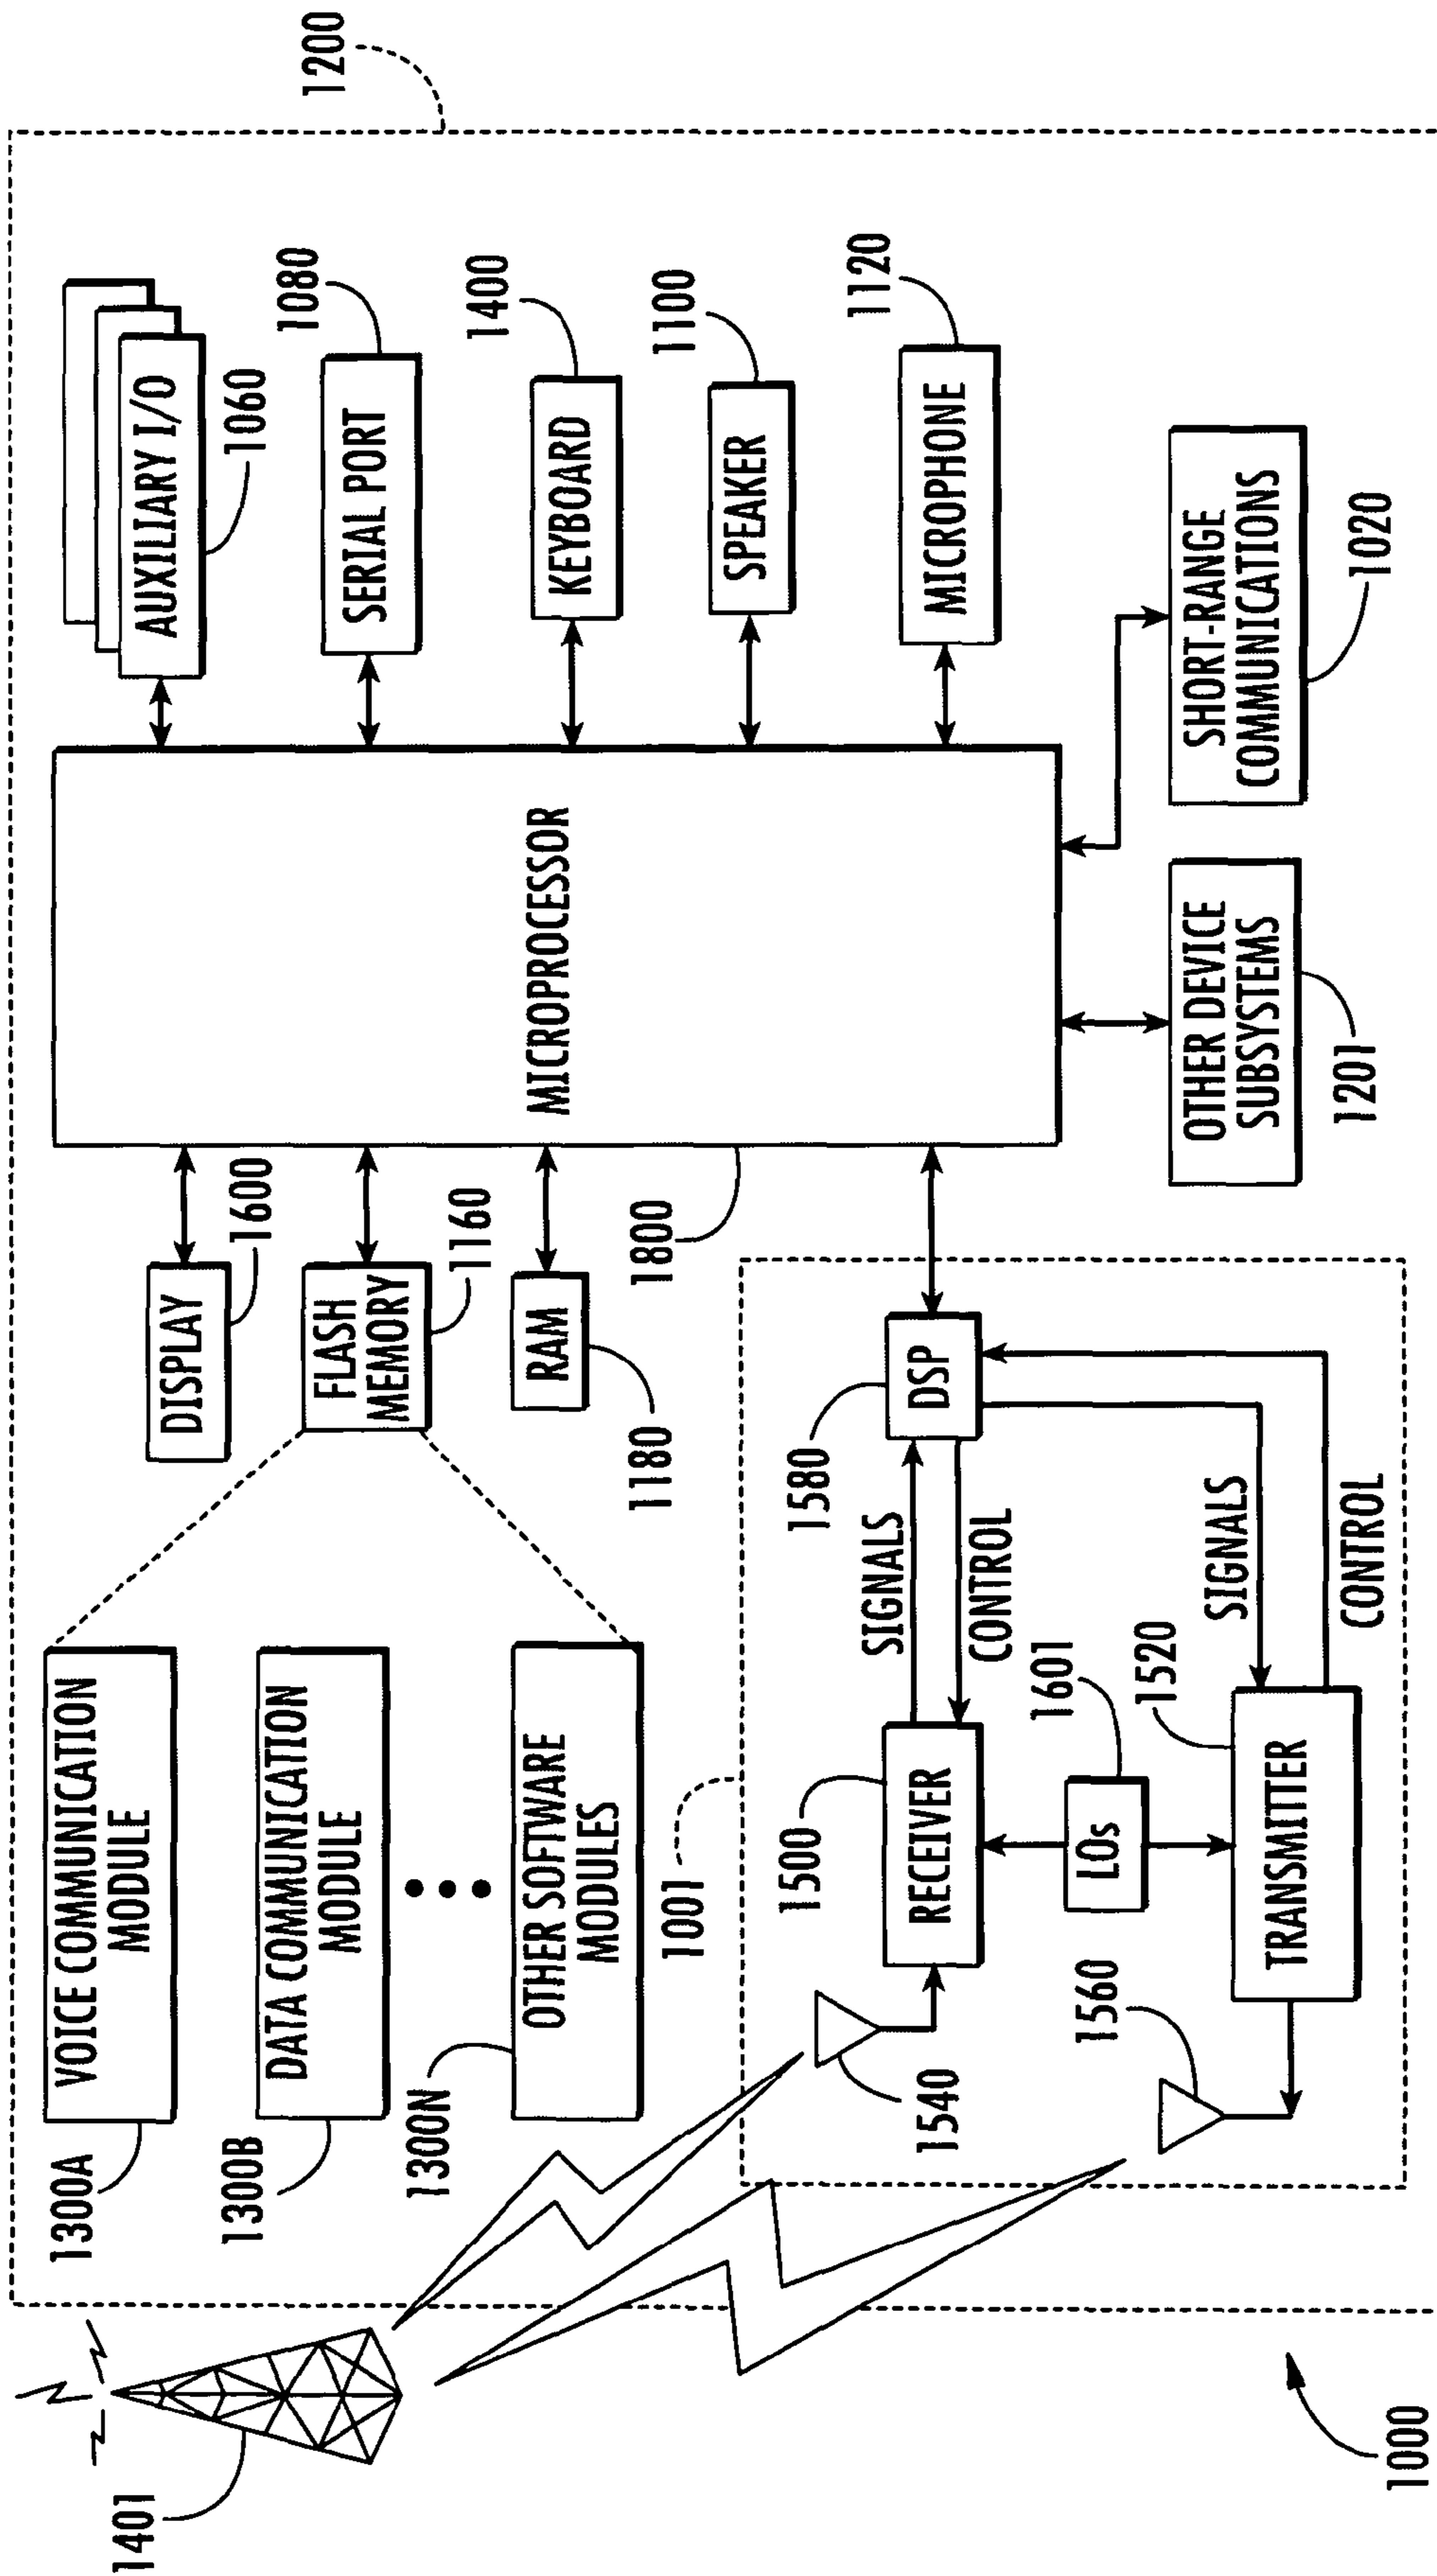 1401
1300A
VOICE COMMUNICATION
MODULE
1300B
DATA COMMUNICATION
MODULE
1300N
OTHER SOFTWARE
MODULES
DISPLAY
1600
FLASH
MEMORY
1160
RAM
1180
1800
MICROPROCESSOR
AUXILIARY I/O
1060
SERIAL PORT
1080
KEYBOARD
1400
SPEAKER
1100
MICROPHONE
1120
1200
1001
1540
1500
RECEIVER
SIGNALS
CONTROL
1580
DSP
1560
LOs
1601
1520
TRANSMITTER
SIGNALS
CONTROL
OTHER DEVICE
SUBSYSTEMS
1201
SHORT-RANGE
COMMUNICATIONS
1020
1000